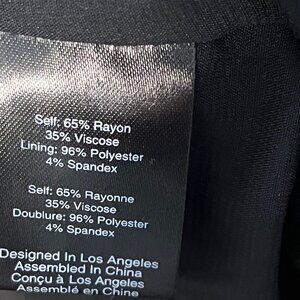 Self: 65% Rayon
35% Viscose
Lining: 96% Polyester
4% Spandex
Self: 65% Rayonne
35% Viscose
Doublure: 96% Polyester
4% Spandex
Designed In Los Angeles
Assembled In China
Conçu à Los Angeles
Assemblé en Chine